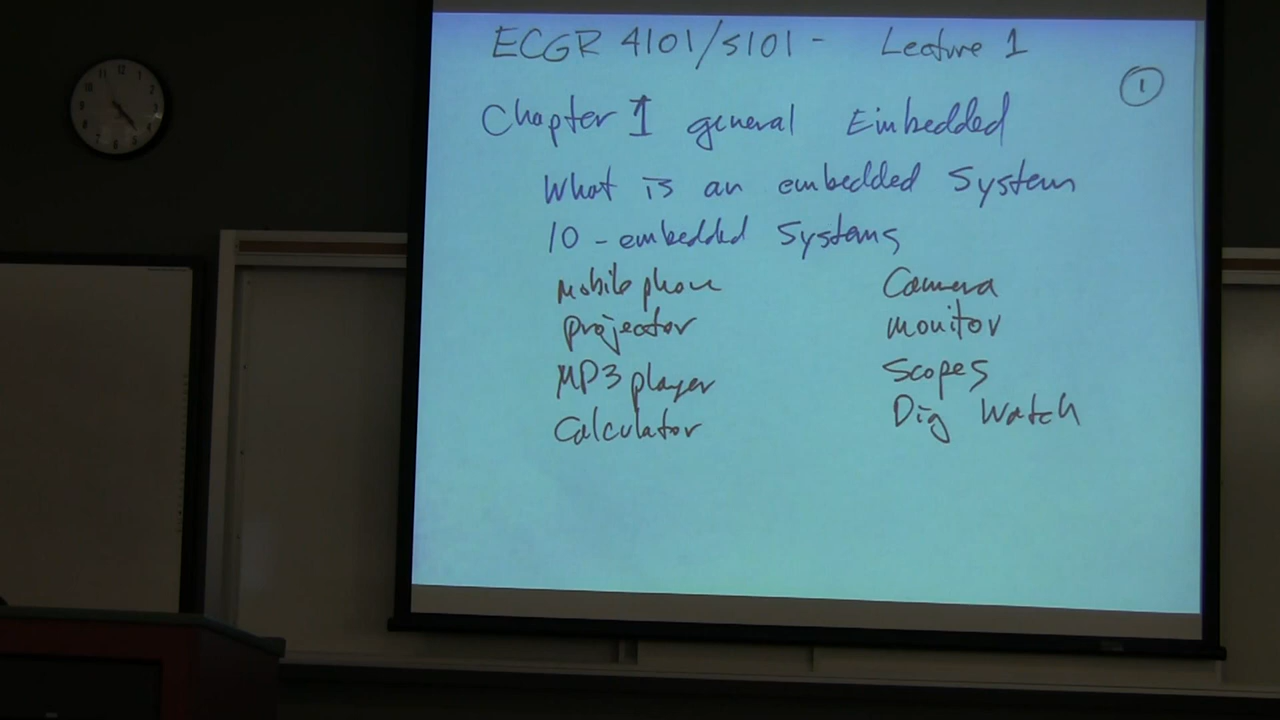 ECGR 4101/5101 - Lecture 1
1
Chapter 1 general Embedded
What is an embedded System
10 - embedded Systems
Mobile phone Camera
projector monitor
MP3 player Scopes
Calculator Dig Watch